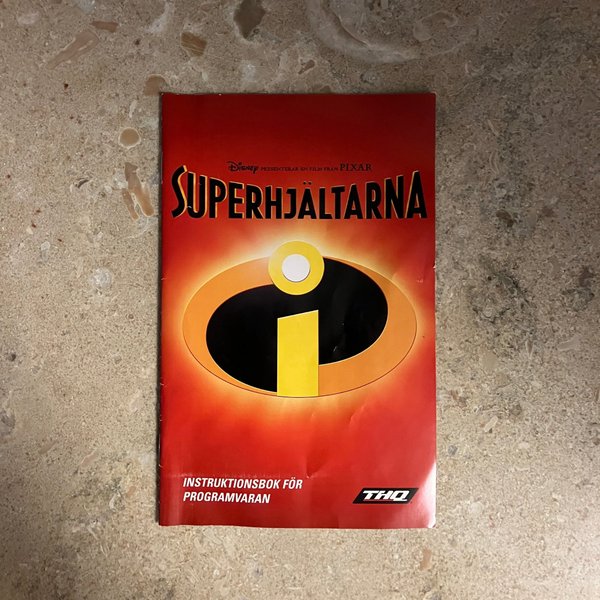 Disney PRESENTERAR EN FILM FRÅN PIXAR
SUPERHJÄLTARNA
i
INSTRUKTIONSBOK FÖR
PROGRAMVARAN
THQ